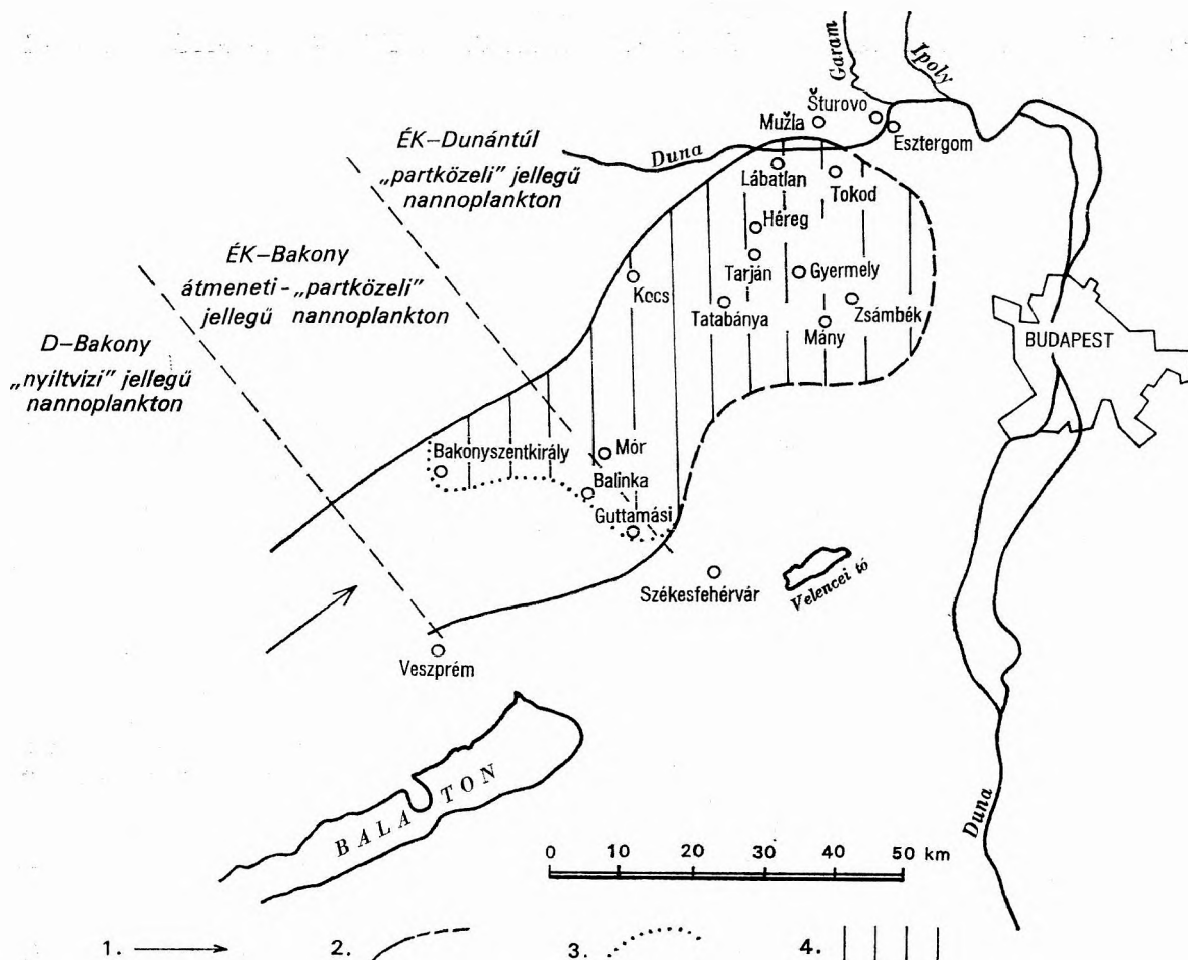 Garam
Ipoly
Šturovo
Mužla
Esztergom
Duna
ÉK–Dunántúl
„partközeli” jellegű
nannoplankton
Lábatlan
Tokod
Héreg
ÉK–Bakony
átmeneti-„partközeli”
jellegű nannoplankton
Tarján
Gyermely
Kocs
Tatabánya
Zsámbék
Mány
BUDAPEST
D–Bakony
„nyíltvizi” jellegű
nannoplankton
Bakonyszentkirály
Mór
Balinka
Guttamási
Székesfehérvár
Velencei tó
Veszprém
BALATON
Duna
0 10 20 30 40 50 km
1. 2. 3. 4.